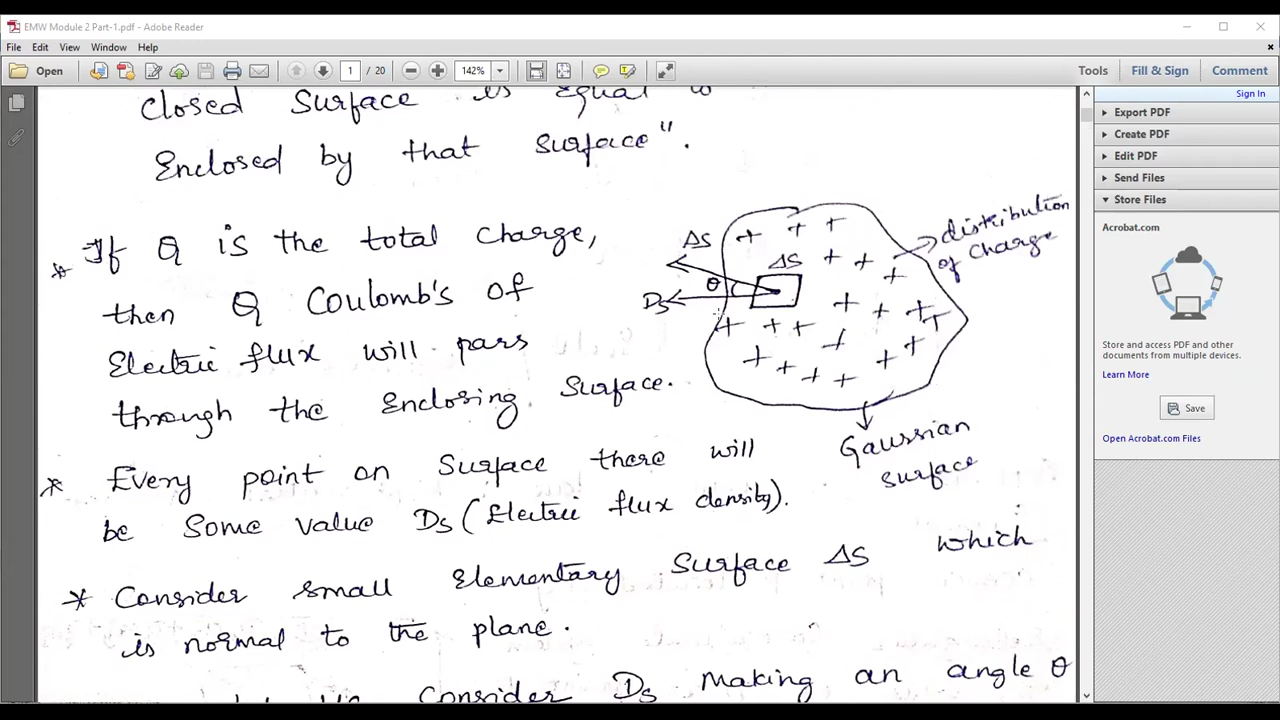 EMW Module 2 Part-1.pdf - Adobe Reader
File Edit View Window Help
Open 1 / 20 142% Tools Fill & Sign Comment
Sign In
Export PDF
Create PDF
Edit PDF
Send Files
Store Files
Acrobat.com
Store and access PDF and other
documents from multiple devices.
Learn More
Save
Open Acrobat.com Files
Closed Surface is Equal to
Enclosed by that surface".
* If Q is the total charge,
then Q Coulomb's of
Electric flux will pass
through the enclosing Surface.
ΔS
ΔS
θ
Ds
distribution
of charge
Gaussian
surface
* Every point on Surface there will
be Some value Ds (Electric flux density).
* Consider small Elementary Surface ΔS which
is normal to the plane.
Consider Ds making an angle θ